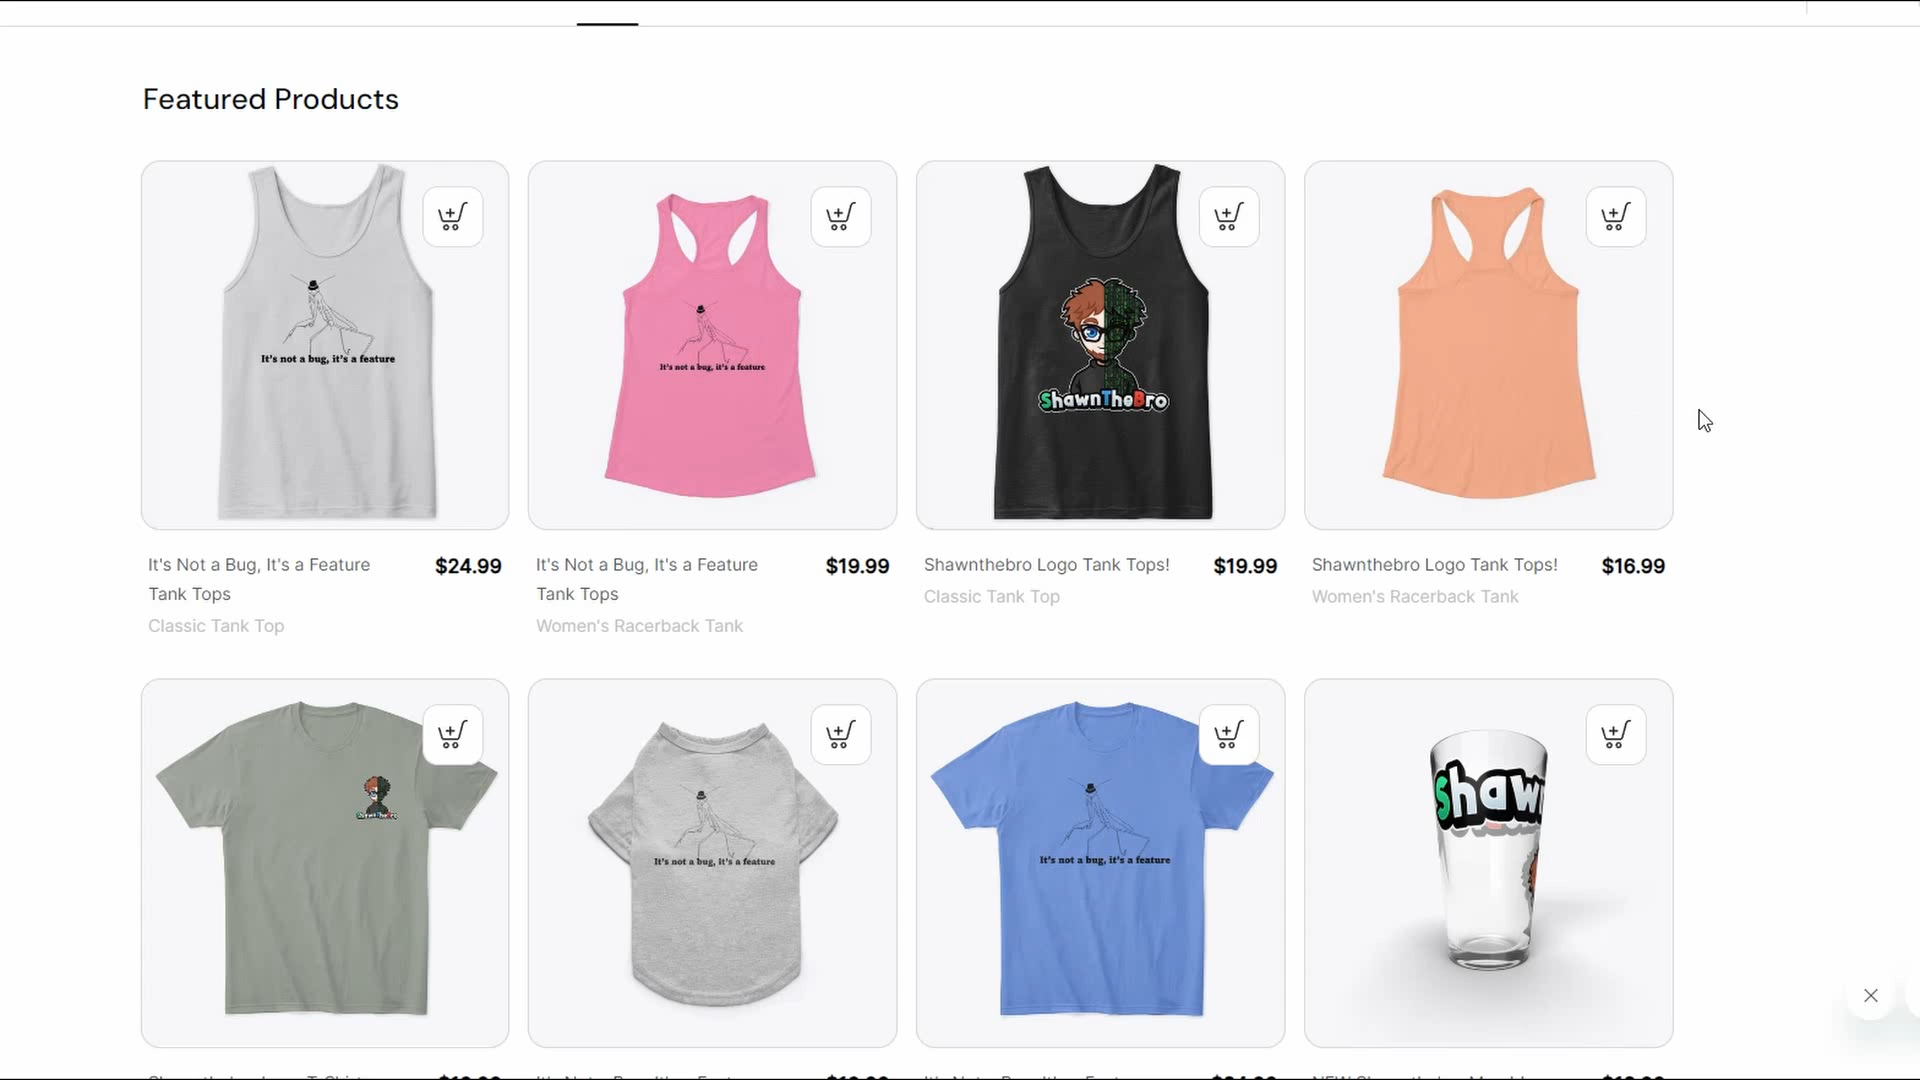 Featured Products
It's not a bug, it's a feature
It's not a bug, it's a feature
ShawnTheBro
It's Not a Bug, It's a Feature
Tank Tops
$24.99
Classic Tank Top
It's Not a Bug, It's a Feature
Tank Tops
$19.99
Women's Racerback Tank
Shawnthebro Logo Tank Tops!
$19.99
Classic Tank Top
Shawnthebro Logo Tank Tops!
$16.99
Women's Racerback Tank
ShawnTheBro
It's not a bug, it's a feature
It's not a bug, it's a feature